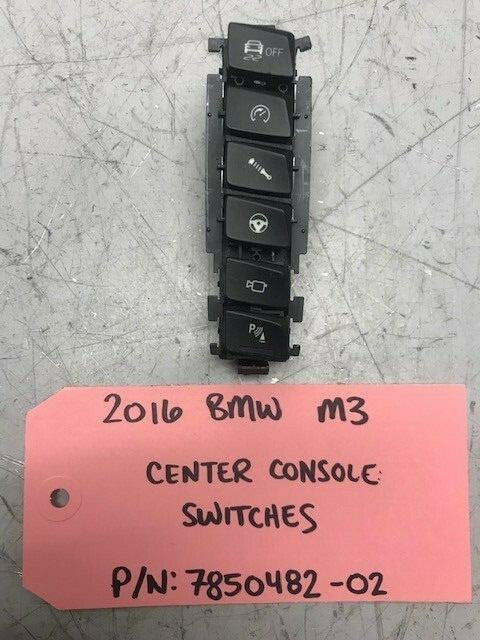 OFF
P
2016 BMW M3
CENTER CONSOLE
SWITCHES
P/N: 7850482-02